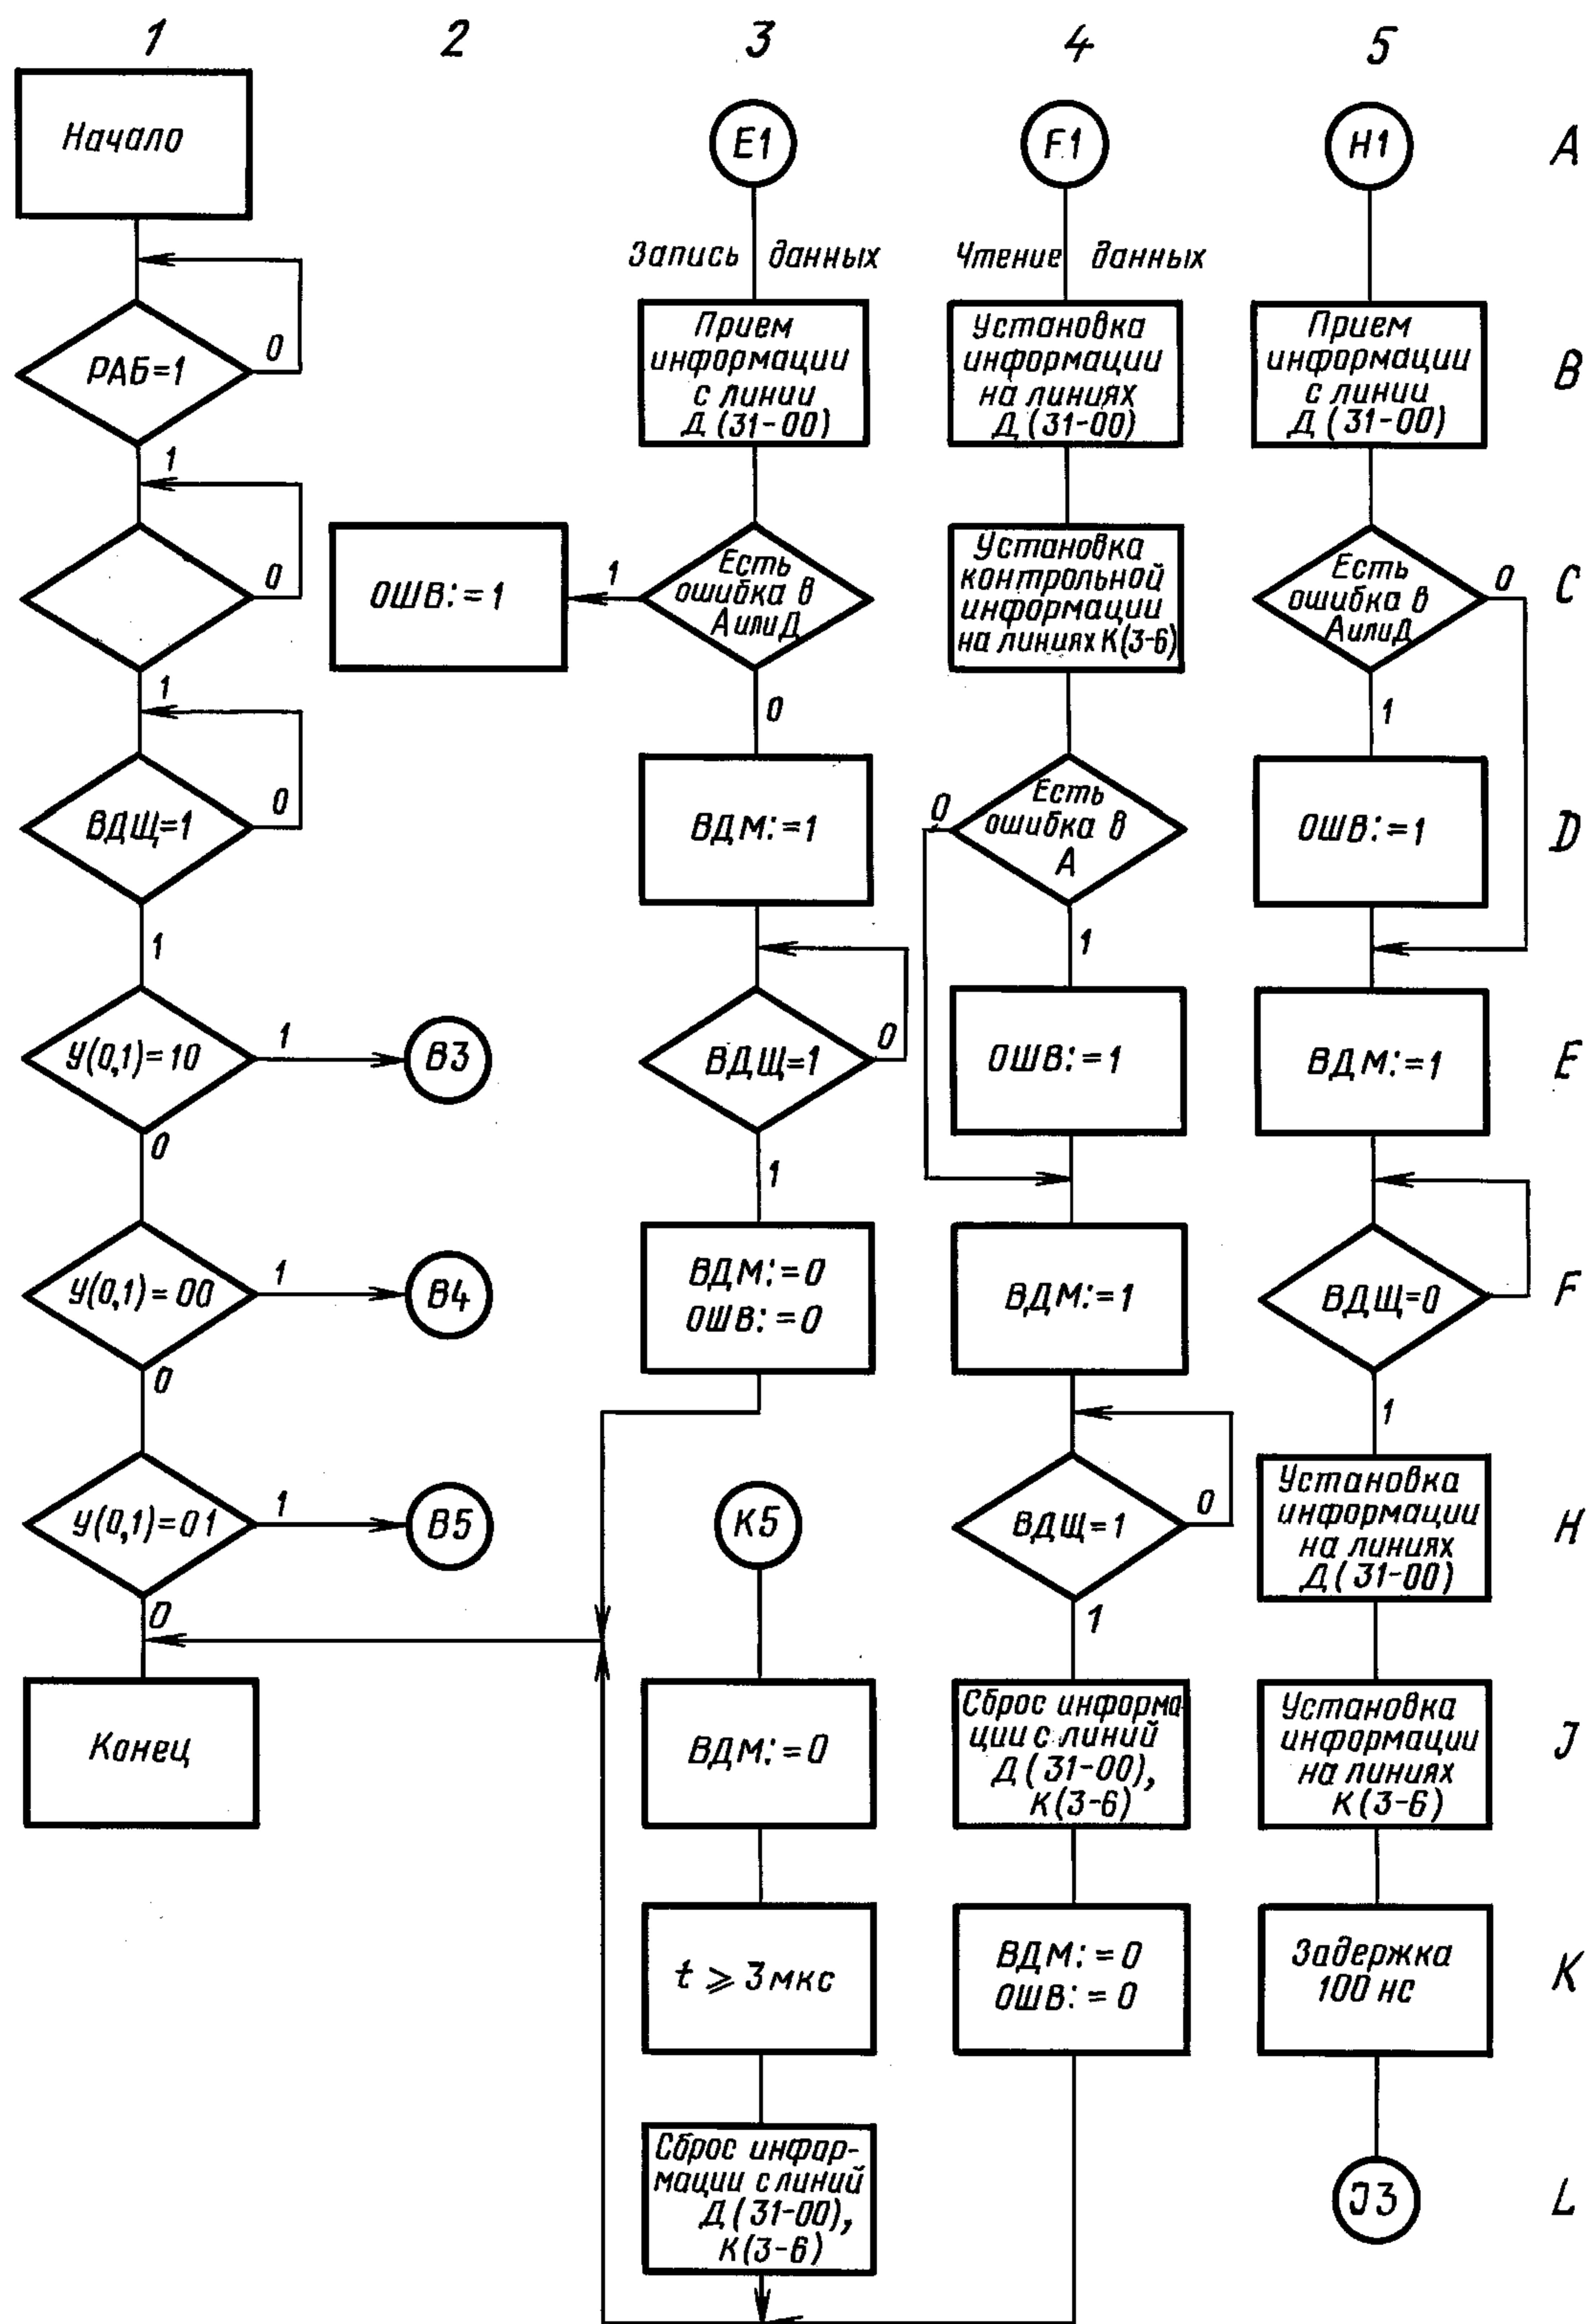 1 2 3 4 5
A
B
C
D
E
F
H
J
K
L
Начало
РАБ=1
0
1
0
1
ВДЩ=1
0
1
У(0,1)=10
1
В3
0
У(0,1)=00
1
В4
0
У(0,1)=01
1
В5
0
Конец
ОШВ:=1
Е1
Запись данных
Прием
информации
с линии
Д(31-00)
Есть
ошибка в
А или Д
1
0
ВДМ:=1
ВДЩ=1
0
1
ВДМ:=0
ОШВ:=0
К5
ВДМ:=0
t ⩾ 3 мкс
Сброс инфор-
мации с линий
Д(31-00),
К(3-6)
F1
Чтение данных
Установка
информации
на линиях
Д(31-00)
Установка
контрольной
информации
на линиях К(3-6)
Есть
ошибка в
А
0
1
ОШВ:=1
ВДМ:=1
ВДЩ=1
0
1
Сброс информа
ции с линий
Д(31-00),
К(3-6)
ВДМ:=0
ОШВ:=0
Н1
Прием
информации
с линии
Д(31-00)
Есть
ошибка в
А или Д
0
1
ОШВ:=1
ВДМ:=1
ВДЩ=0
1
Установка
информации
на линиях
Д(31-00)
Установка
информации
на линиях
К(3-6)
Задержка
100 нс
J3